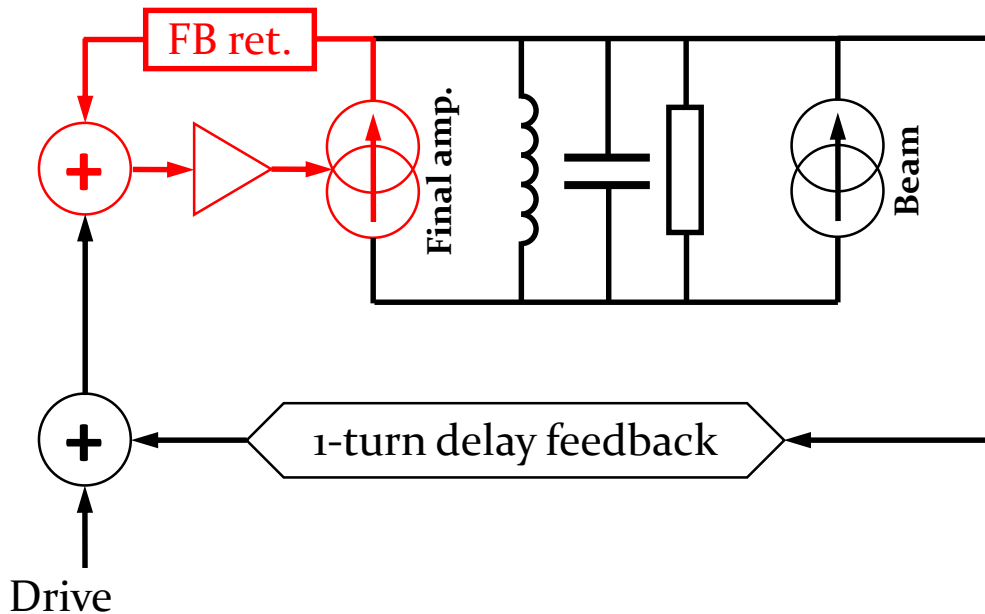 FB ret.
+
Final amp.
Beam
+
1-turn delay feedback
Drive